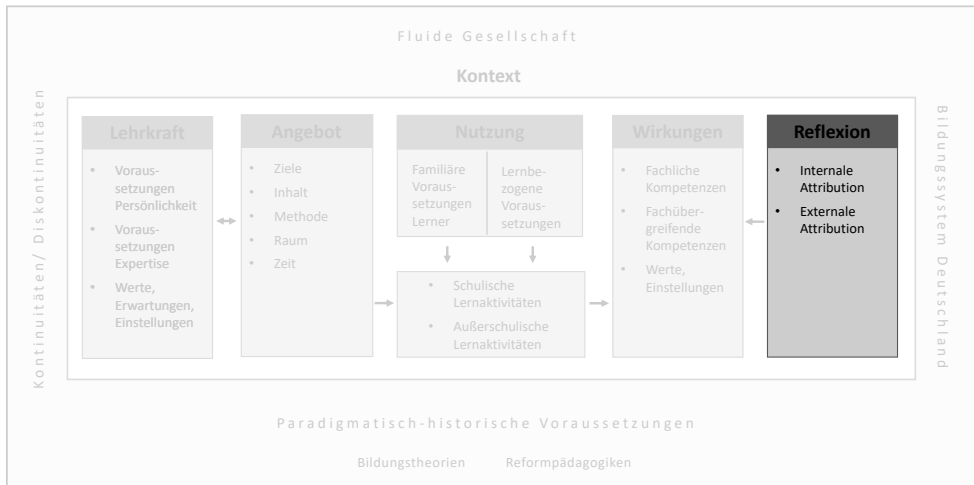 Fluide Gesellschaft
Kontext
Kontinuitäten/ Diskontinuitäten
Lehrkraft
• Voraus-
setzungen
Persönlichkeit
• Voraus-
setzungen
Expertise
• Werte,
Erwartungen,
Einstellungen
Angebot
• Ziele
• Inhalt
• Methode
• Raum
• Zeit
Nutzung
Familiäre
Voraus-
setzungen
Lerner
Lernbe-
zogene
Voraus-
setzungen
• Schulische
Lernaktivitäten
• Außerschulische
Lernaktivitäten
Wirkungen
• Fachliche
Kompetenzen
• Fachüber-
greifende
Kompetenzen
• Werte,
Einstellungen
Reflexion
• Internale
Attribution
• Externale
Attribution
Bildungssystem Deutschland
Paradigmatisch-historische Voraussetzungen
Bildungstheorien Reformpädagogiken